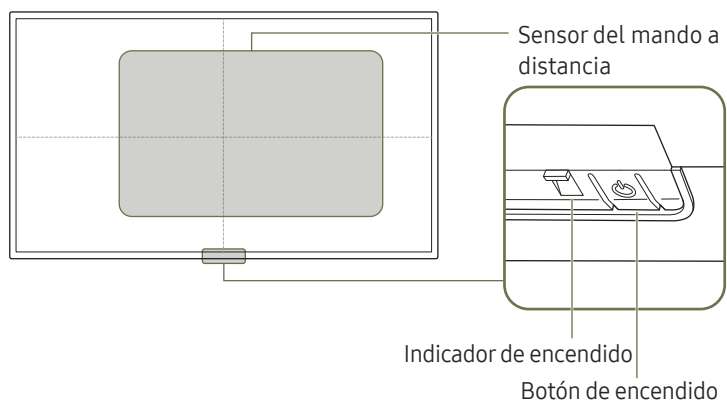 Sensor del mando a
distancia
Indicador de encendido
Botón de encendido